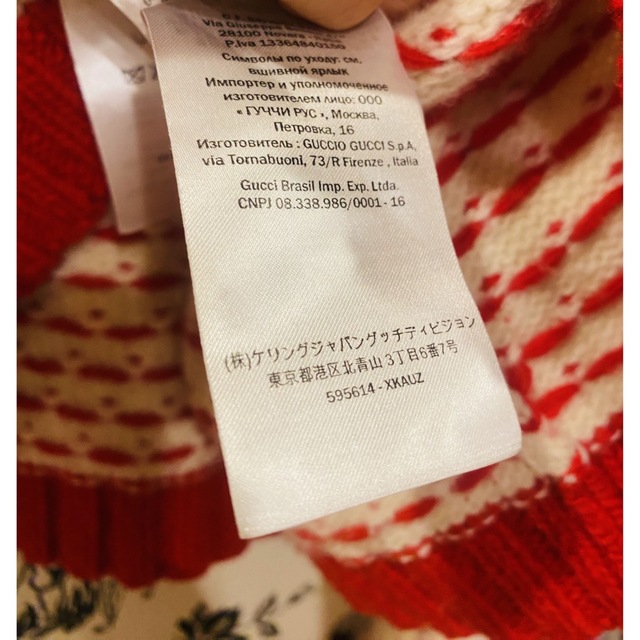 Via Giuseppe
28100 Novara
P.Iva 13364840150
Символы по уходу: см.
вшивной ярлык
Импортер и уполномоченное
изготовителем лицо: ООО
« ГУЧЧИ РУС », Москва,
Петровка, 16
Изготовитель : GUCCIO GUCCI S.p.A,
via Tornabuoni, 73/R Firenze , Italia
Gucci Brasil Imp. Exp. Ltda.
CNPJ 08.338.986/0001 - 16
(株)ケリングジャパングッチディビジョン
東京都港区北青山3丁目6番7号
595614 - XKAUZ